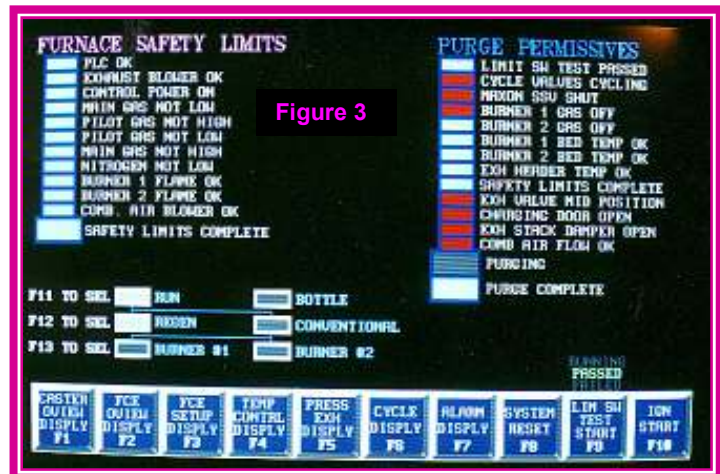 FURNACE SAFETY LIMITS
PLC OK
EXHAUST BLOWER OK
CONTROL POWER ON
MAIN GAS NOT LOW
PILOT GAS NOT HIGH
PILOT GAS NOT LOW
MAIN GAS NOT HIGH
NITROGEN NOT LOW
BURNER 1 FLAME OK
BURNER 2 FLAME OK
COMB. AIR BLOWER OK
SAFETY LIMITS COMPLETE
Figure 3
PURGE PERMISSIVES
LIMIT SW TEST PASSED
CYCLE VALVES CYCLING
MAXON SSV SHUT
BURNER 1 GAS OFF
BURNER 2 GAS OFF
BURNER 1 BED TEMP OK
BURNER 2 BED TEMP OK
EXH HEADER TEMP OK
SAFETY LIMITS COMPLETE
EXH VALUE MID POSITION
CHARGING DOOR OPEN
EXH STACK DAMPER OPEN
COMB AIR FLOW OK
PURGING
PURGE COMPLETE
F11 TO SEL RUN BOTTLE
F12 TO SEL REGEN CONVENTIONAL
F13 TO SEL BURNER #1 BURNER #2
RUNNING
PASSED
FAILED
CASTER OVIEW DISPLY F1
FCE OVIEW DISPLY F2
FCE SETUP DISPLY F3
TEMP CONTRL DISPLY F4
PRESS EXH DISPLY F5
CYCLE DISPLY F6
ALARM DISPLY F7
SYSTEM RESET F8
LIM SW TEST START F9
IGN START F10